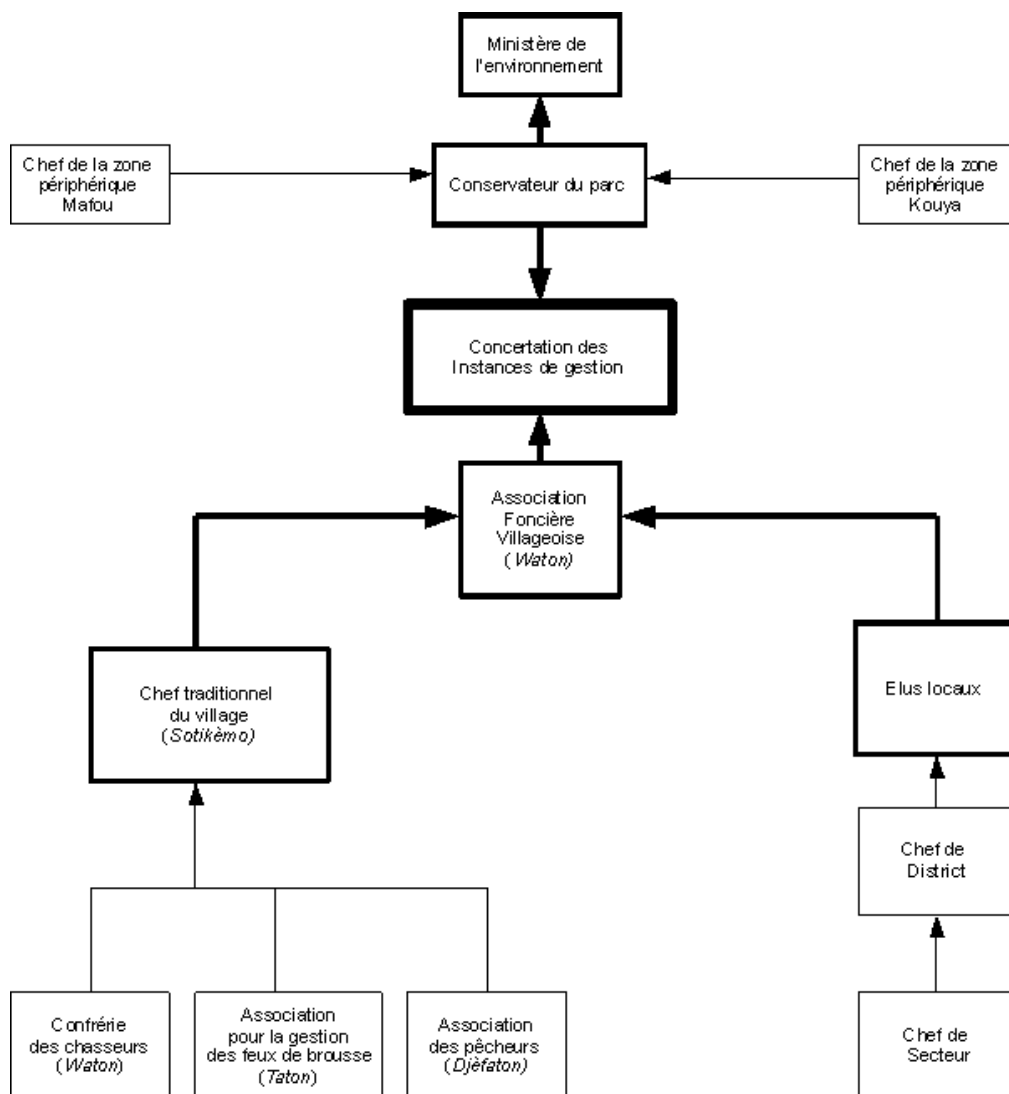 Ministère de
l'environnement
Chef de la zone
périphérique
Mafou
Conservateur du parc
Chef de la zone
périphérique
Kouya
Concertation des
Instances de gestion
Association
Foncière
Villageoise
(Waton)
Chef traditionnel
du village
(Sotikèmo)
Elus locaux
Chef de
District
Confrérie
des chasseurs
(Waton)
Association
pour la gestion
des feux de brousse
(Taton)
Association
des pêcheurs
(Djèfaton)
Chef de
Secteur